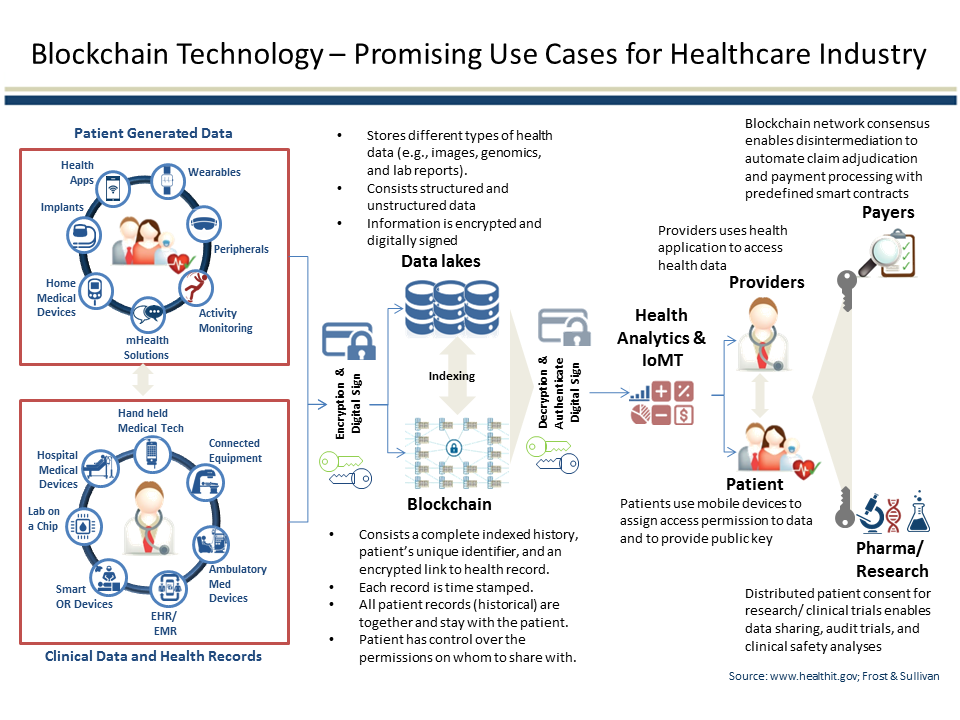 Blockchain Technology – Promising Use Cases for Healthcare Industry
Patient Generated Data
Health
Apps
Wearables
Implants
Peripherals
Home
Medical
Devices
Activity
Monitoring
mHealth
Solutions
Hand held
Medical Tech
Connected
Equipment
Hospital
Medical
Devices
Lab on
a Chip
Ambulatory
Med
Devices
Smart
OR Devices
EHR/
EMR
Clinical Data and Health Records
Encryption &
Digital Sign
• Stores different types of health
data (e.g., images, genomics,
and lab reports).
• Consists structured and
unstructured data
• Information is encrypted and
digitally signed
Data lakes
Indexing
Blockchain
• Consists a complete indexed history,
patient's unique identifier, and an
encrypted link to health record.
• Each record is time stamped.
• All patient records (historical) are
together and stay with the patient.
• Patient has control over the
permissions on whom to share with.
Decryption &
Authenticate
Digital Sign
Health
Analytics &
IoMT
Providers uses health
application to access
health data
Providers
Patient
Patients use mobile devices to
assign access permission to data
and to provide public key
Blockchain network consensus
enables disintermediation to
automate claim adjudication
and payment processing with
predefined smart contracts
Payers
Pharma/
Research
Distributed patient consent for
research/ clinical trials enables
data sharing, audit trials, and
clinical safety analyses
Source: www.healthit.gov; Frost & Sullivan